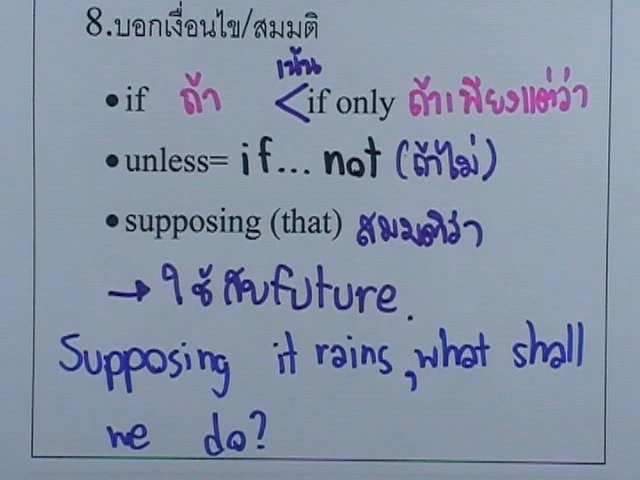 8.บอกเงื่อนไข/สมมติ
เน้น
•if ถ้า <if only ถ้าเพียงแต่ว่า
•unless= if... not (ถ้าไม่)
•supposing (that) สมมติว่า
→ ใช้กับfuture.
Supposing it rains, what shall
we do?